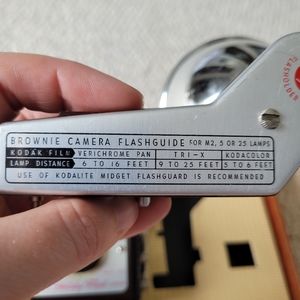 BROWNIE CAMERA FLASHGUIDE FOR M2, 5 OR 25 LAMPS
KODAK FILM VERICHROME PAN TRI-X KODACOLOR
LAMP DISTANCE 6 TO 16 FEET 9 TO 25 FEET 5 TO 6 FEET
USE OF KODALITE MIDGET FLASHGUARD IS RECOMMENDED